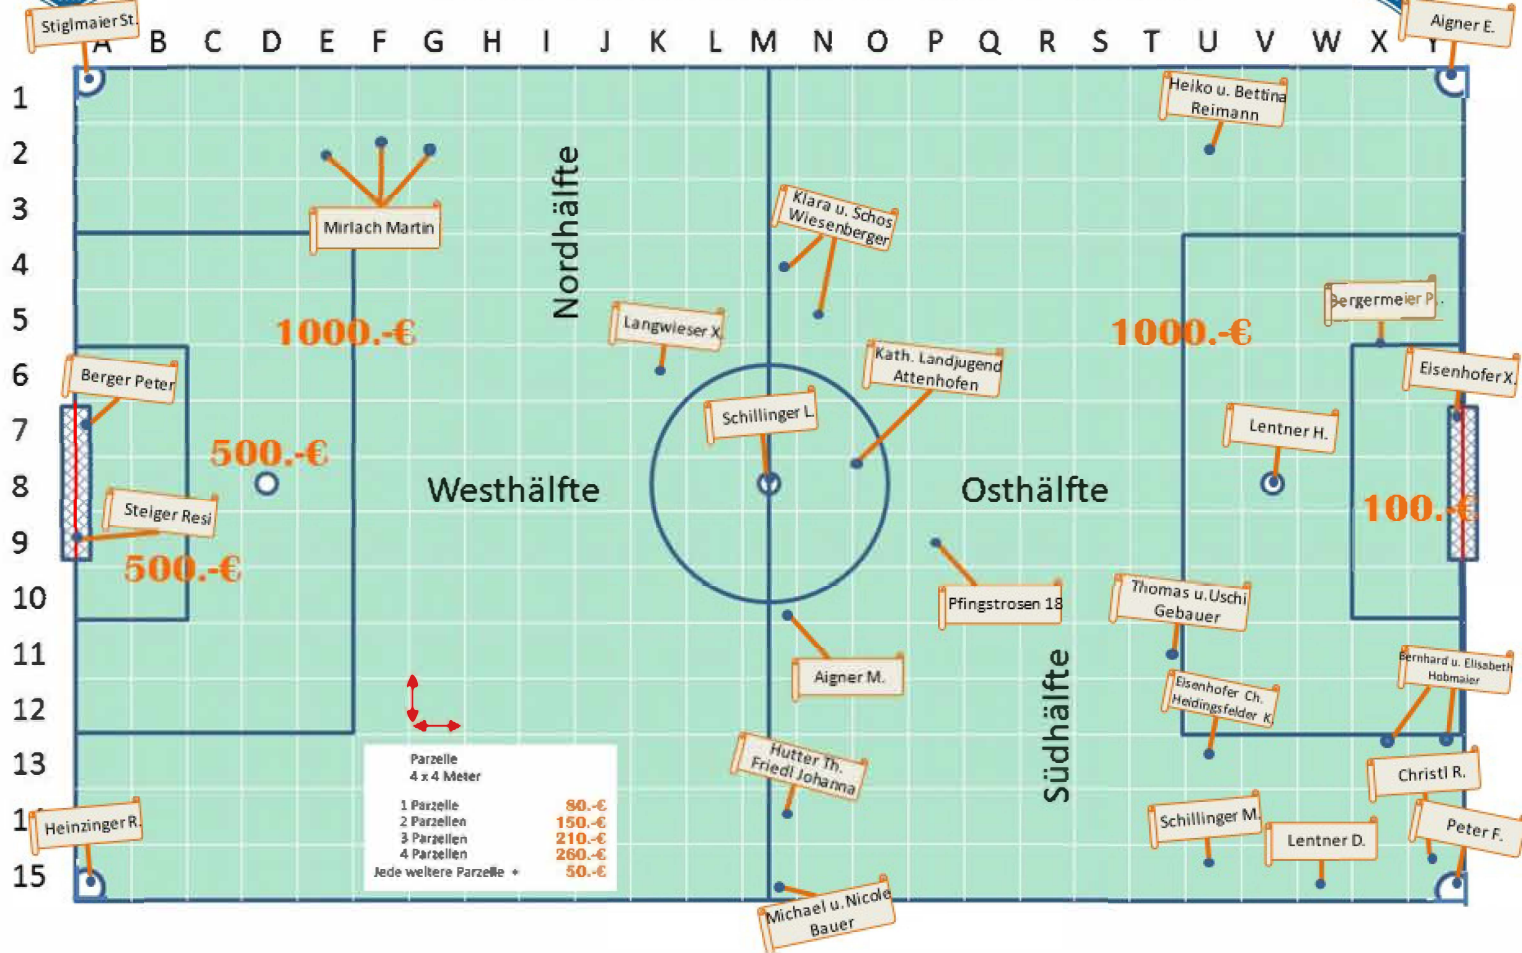 Stiglmaier St.
Aigner E.
A B C D E F G H I J K L M N O P Q R S T U V W X Y
1
Heiko u. Bettina
Reimann
2
Nordhälfte
3
Klara u. Schos
Wiesenberger
Mirlach Martin
4
Bergermeier P.
5
Langwieser X.
1000.-€
1000.-€
Kath. Landjugend
Attenhofen
6
Berger Peter
Eisenhofer X.
Schillinger L.
7
Lentner H.
500.-€
8
Westhälfte
Osthälfte
100.-€
Steiger Resi
9
500.-€
10
Pfingstrosen 18
Thomas u. Uschi
Gebauer
11
Südhälfte
Bernhard u. Elisabeth
Hobmaier
Aigner M.
12
Eisenhofer Ch.
Heidingsfelder K.
13
Hutter Th.
Friedl Johanna
Christl R.
Parzelle
4 x 4 Meter
1 Parzelle 80.-€
2 Parzellen 150.-€
3 Parzellen 210.-€
4 Parzellen 260.-€
Jede weitere Parzelle + 50.-€
Heinzinger R.
Schillinger M.
Lentner D.
Peter F.
15
Michael u. Nicole
Bauer